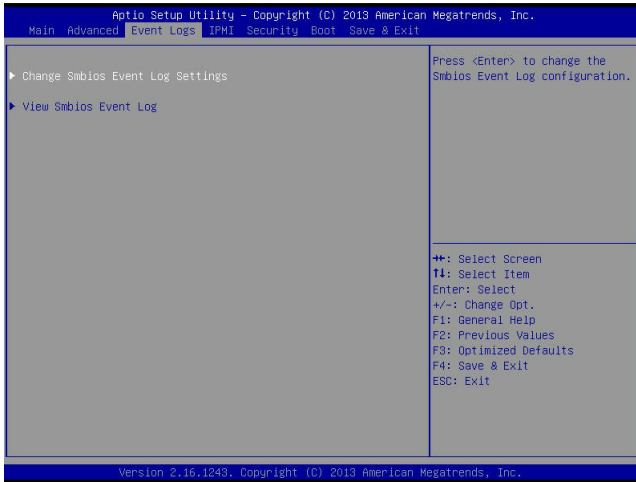 Aptio Setup Utility – Copyright (C) 2013 American Megatrends, Inc.
Main Advanced Event Logs IPMI Security Boot Save & Exit
Change Smbios Event Log Settings
View Smbios Event Log
Press <Enter> to change the
Smbios Event Log configuration.
→←: Select Screen
↑↓: Select Item
Enter: Select
+/-: Change Opt.
F1: General Help
F2: Previous Values
F3: Optimized Defaults
F4: Save & Exit
ESC: Exit
Version 2.16.1243. Copyright (C) 2013 American Megatrends, Inc.